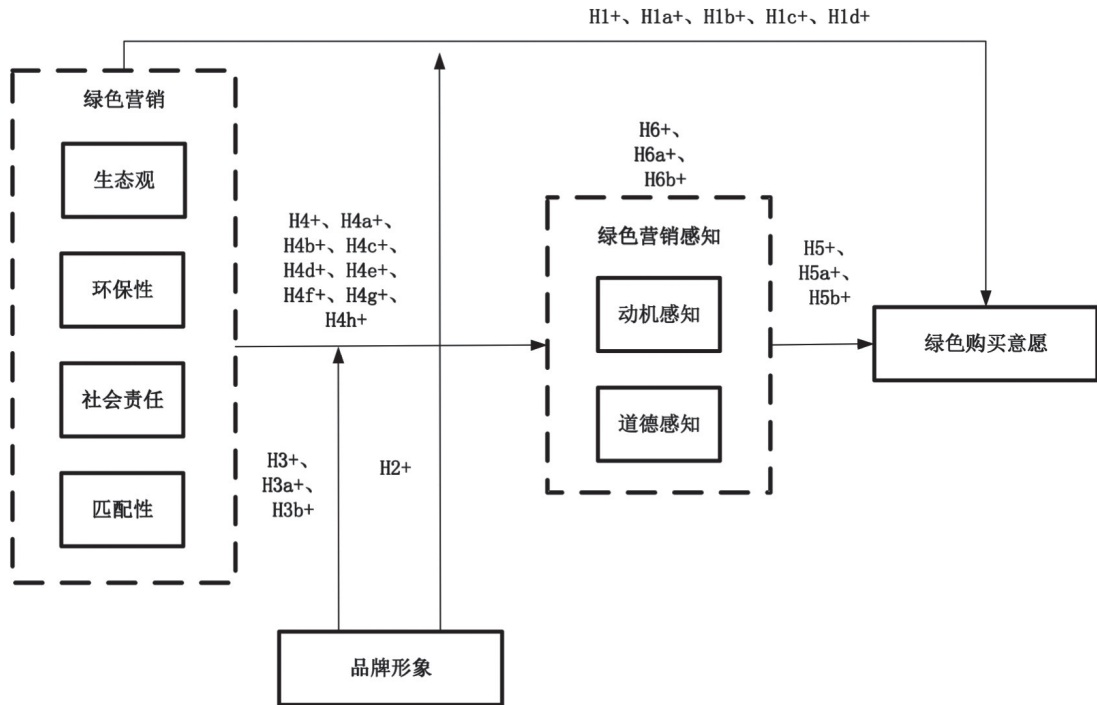 H1+、H1a+、H1b+、H1c+、H1d+
绿色营销
生态观
环保性
社会责任
匹配性
H4+、H4a+、
H4b+、H4c+、
H4d+、H4e+、
H4f+、H4g+、
H4h+
H3+、
H3a+、
H3b+
H2+
H6+、
H6a+、
H6b+
绿色营销感知
动机感知
道德感知
H5+、
H5a+、
H5b+
绿色购买意愿
品牌形象